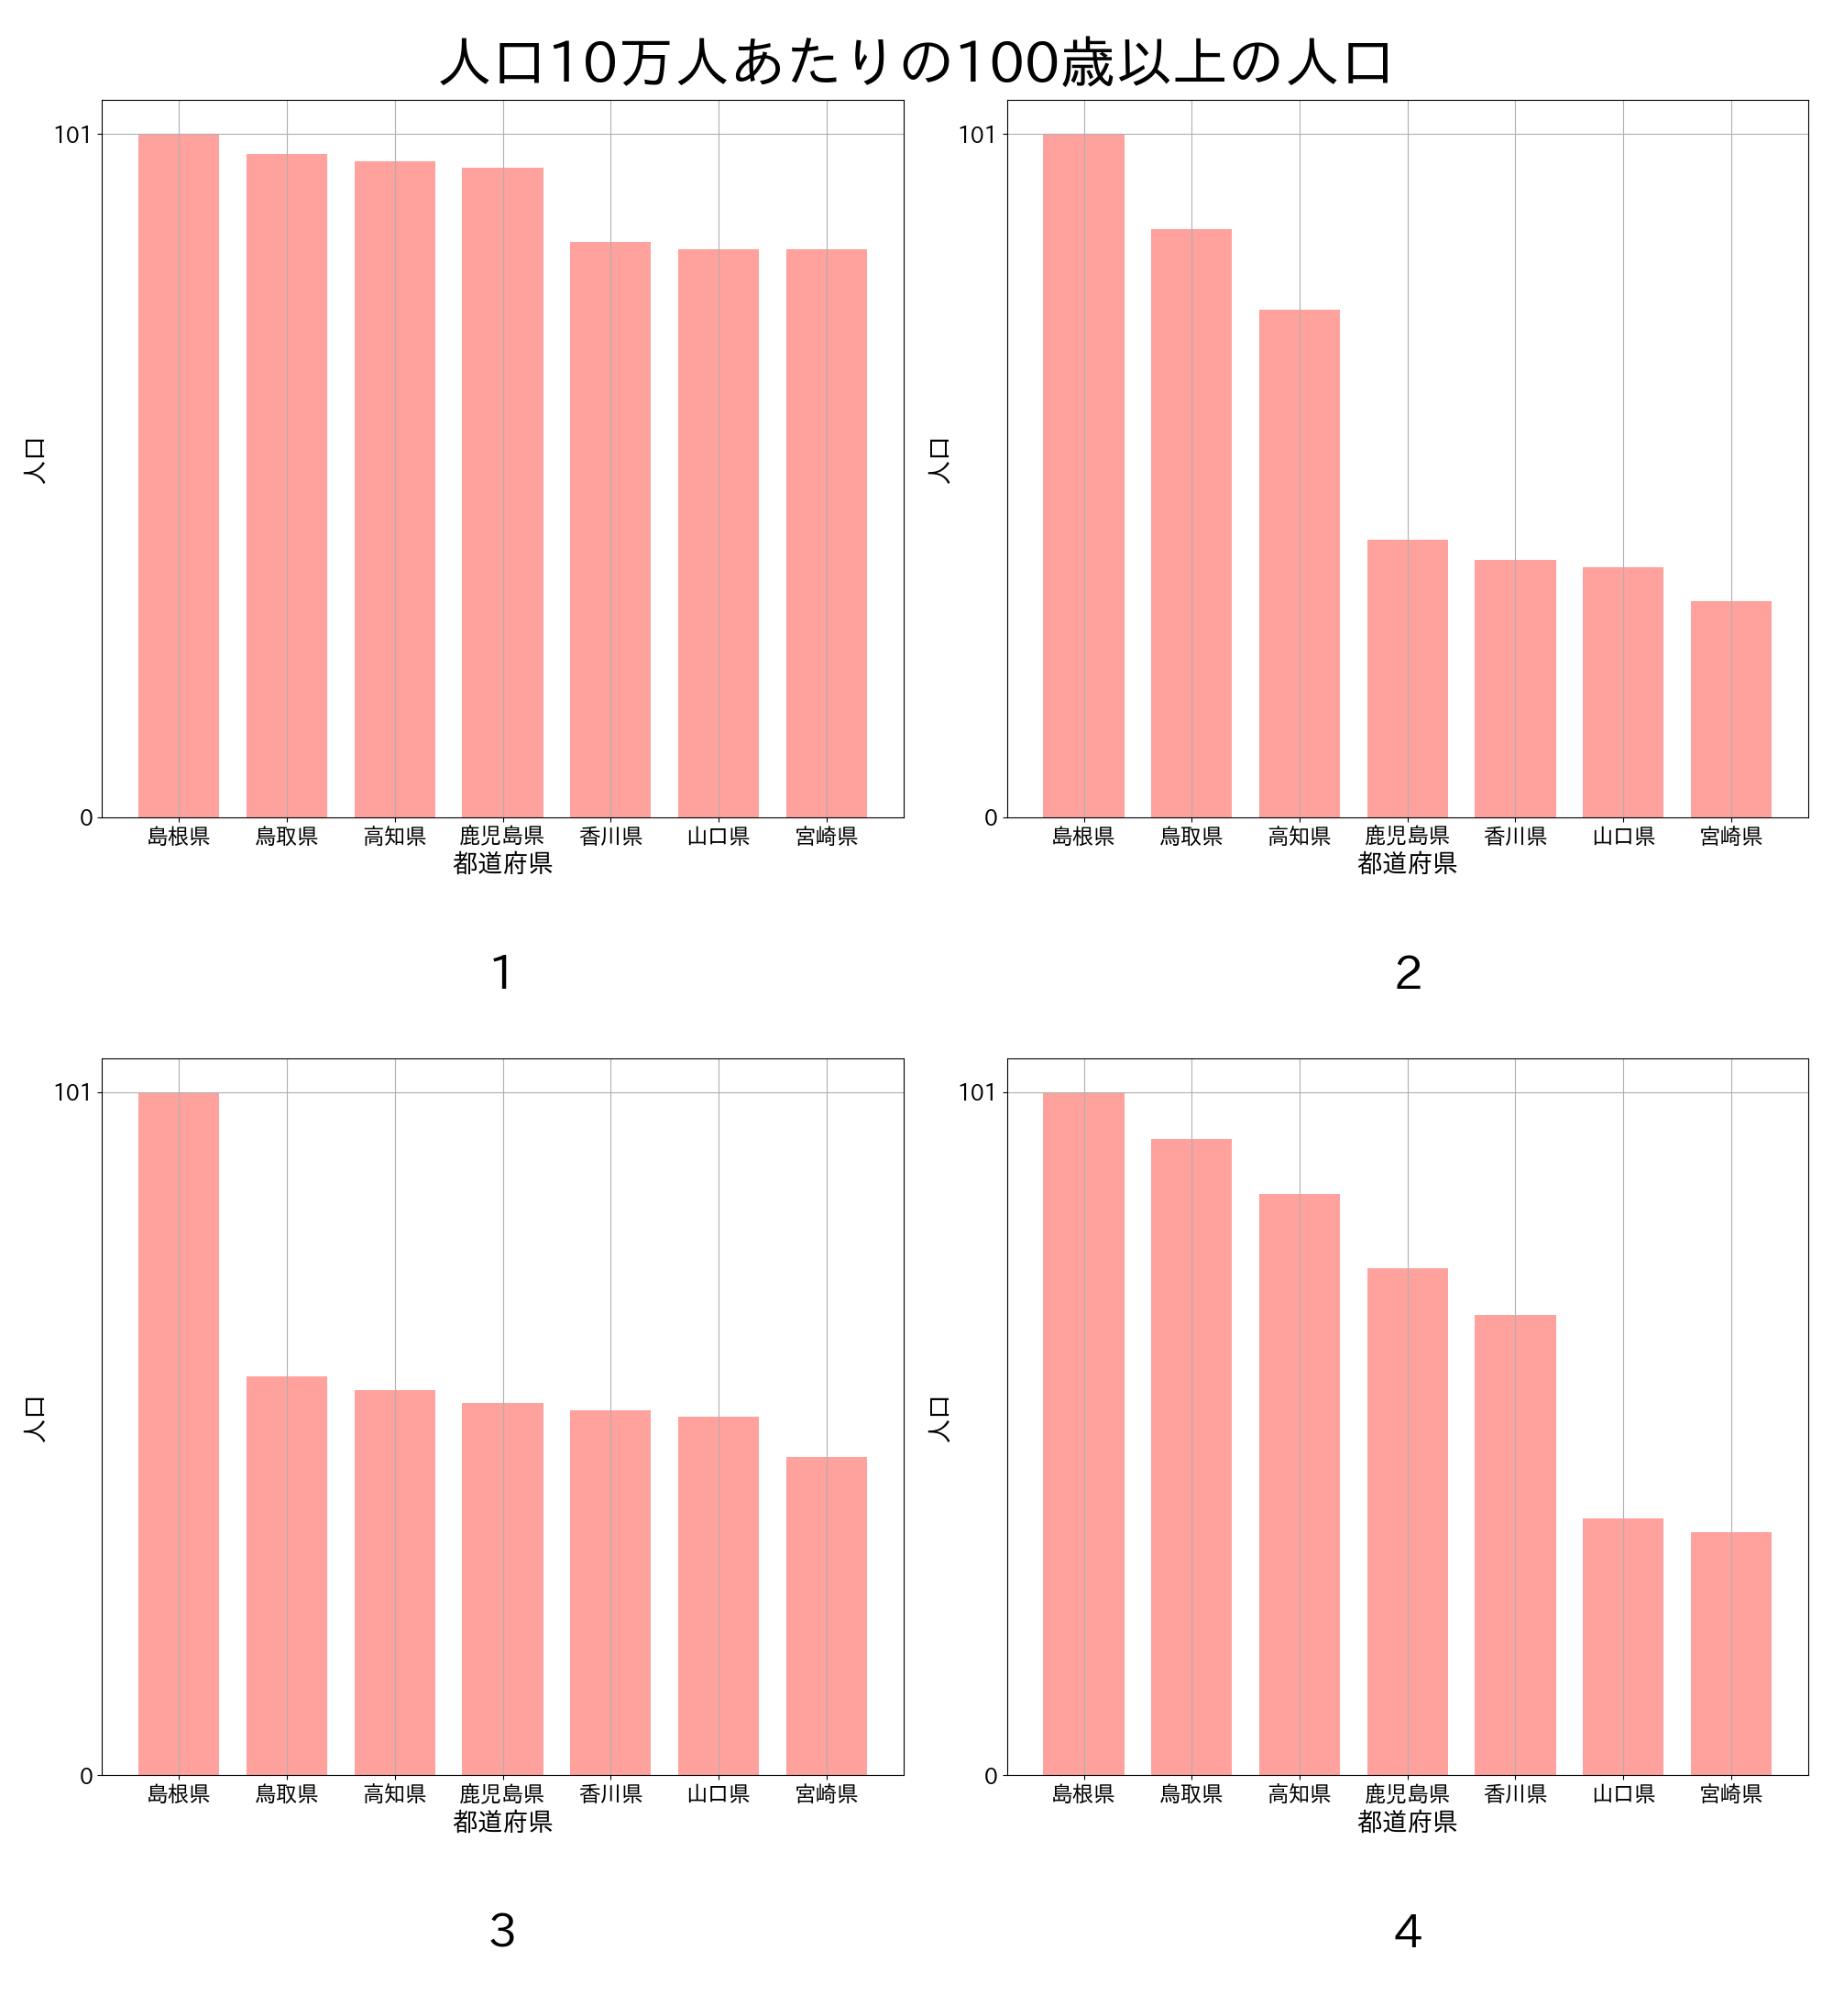 人口10万人あたりの100歳以上の人口
101
0
人口
島根県 鳥取県 高知県 鹿児島県 香川県 山口県 宮崎県
都道府県
1
101
0
人口
島根県 鳥取県 高知県 鹿児島県 香川県 山口県 宮崎県
都道府県
2
101
0
人口
島根県 鳥取県 高知県 鹿児島県 香川県 山口県 宮崎県
都道府県
3
101
0
人口
島根県 鳥取県 高知県 鹿児島県 香川県 山口県 宮崎県
都道府県
4